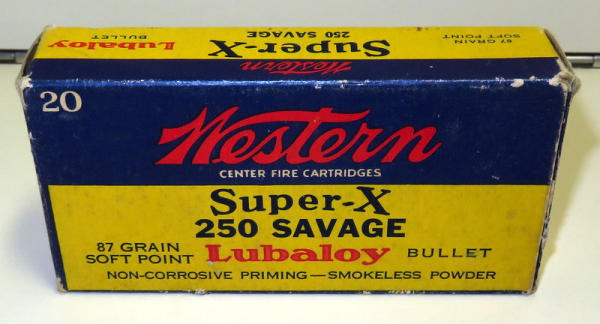 87 GRAIN
SOFT POINT
Super-X
250 SAVAGE
Lubaloy
BULLET
Western
20
Western
CENTER FIRE CARTRIDGES
Super-X
250 SAVAGE
87 GRAIN
SOFT POINT
Lubaloy
BULLET
NON-CORROSIVE PRIMING—SMOKELESS POWDER